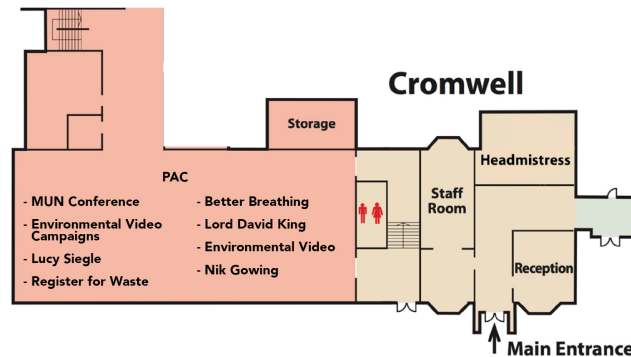 Cromwell
Storage
Headmistress
PAC
- MUN Conference
- Environmental Video
Campaigns
- Lucy Siegle
- Register for Waste
- Better Breathing
- Lord David King
- Environmental Video
- Nik Gowing
Staff
Room
Reception
Main Entrance